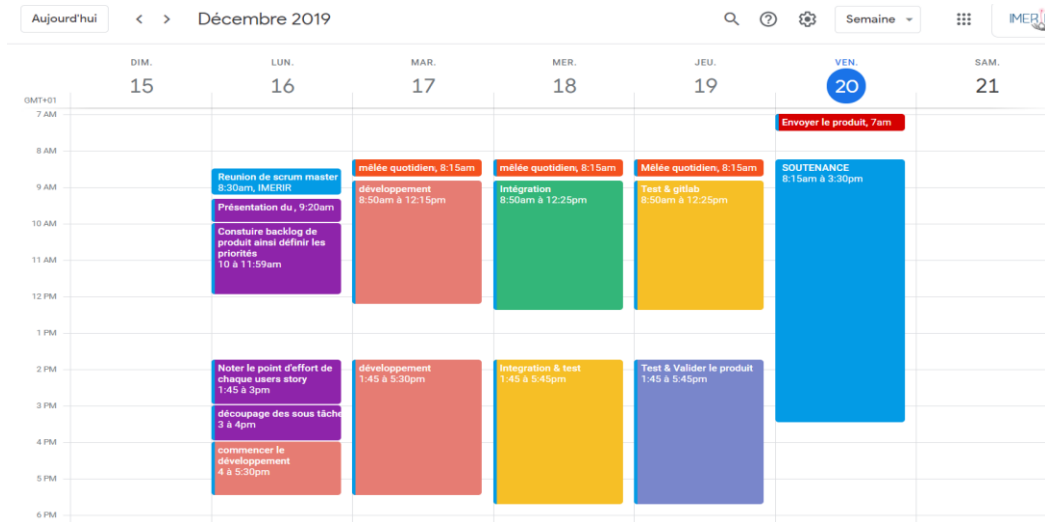 Aujourd'hui
Décembre 2019
Semaine
IMERI
DIM.
15
LUN.
16
MAR.
17
MER.
18
JEU.
19
VEN.
20
SAM.
21
GMT+01
7 AM
8 AM
9 AM
10 AM
11 AM
12 PM
1 PM
2 PM
3 PM
4 PM
5 PM
6 PM
Reunion de scrum master
8:30am, IMERIR
Présentation du , 9:20am
Constuire backlog de
produit ainsi définir les
priorités
10 à 11:59am
Noter le point d'effort de
chaque users story
1:45 à 3pm
découpage des sous tâche
3 à 4pm
commencer le
développement
4 à 5:30pm
mêlée quotidien, 8:15am
développement
8:50am à 12:15pm
développement
1:45 à 5:30pm
mêlée quotidien, 8:15am
Intégration
8:50am à 12:25pm
Integration & test
1:45 à 5:45pm
Mêlée quotidien, 8:15am
Test & gitlab
8:50am à 12:25pm
Test & Valider le produit
1:45 à 5:45pm
Envoyer le produit, 7am
SOUTENANCE
8:15am à 3:30pm